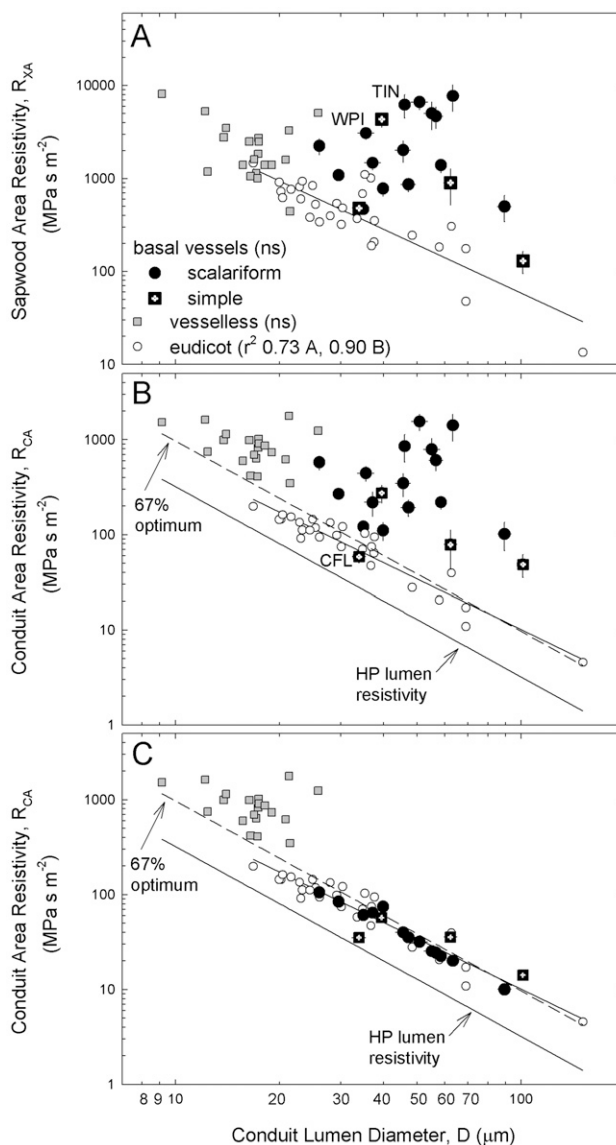 A
Sapwood Area Resistivity, R_XA
(MPa s m⁻²)
10000
1000
100
10
TIN
WPI
basal vessels (ns)
scalariform
simple
vesselless (ns)
eudicot (r² 0.73 A, 0.90 B)
B
Conduit Area Resistivity, R_CA
(MPa s m⁻²)
1000
100
10
1
67%
optimum
CFL
HP lumen
resistivity
C
Conduit Area Resistivity, R_CA
(MPa s m⁻²)
1000
100
10
1
67%
optimum
HP lumen
resistivity
8 9 10 20 30 40 50 60 70 100
Conduit Lumen Diameter, D (μm)